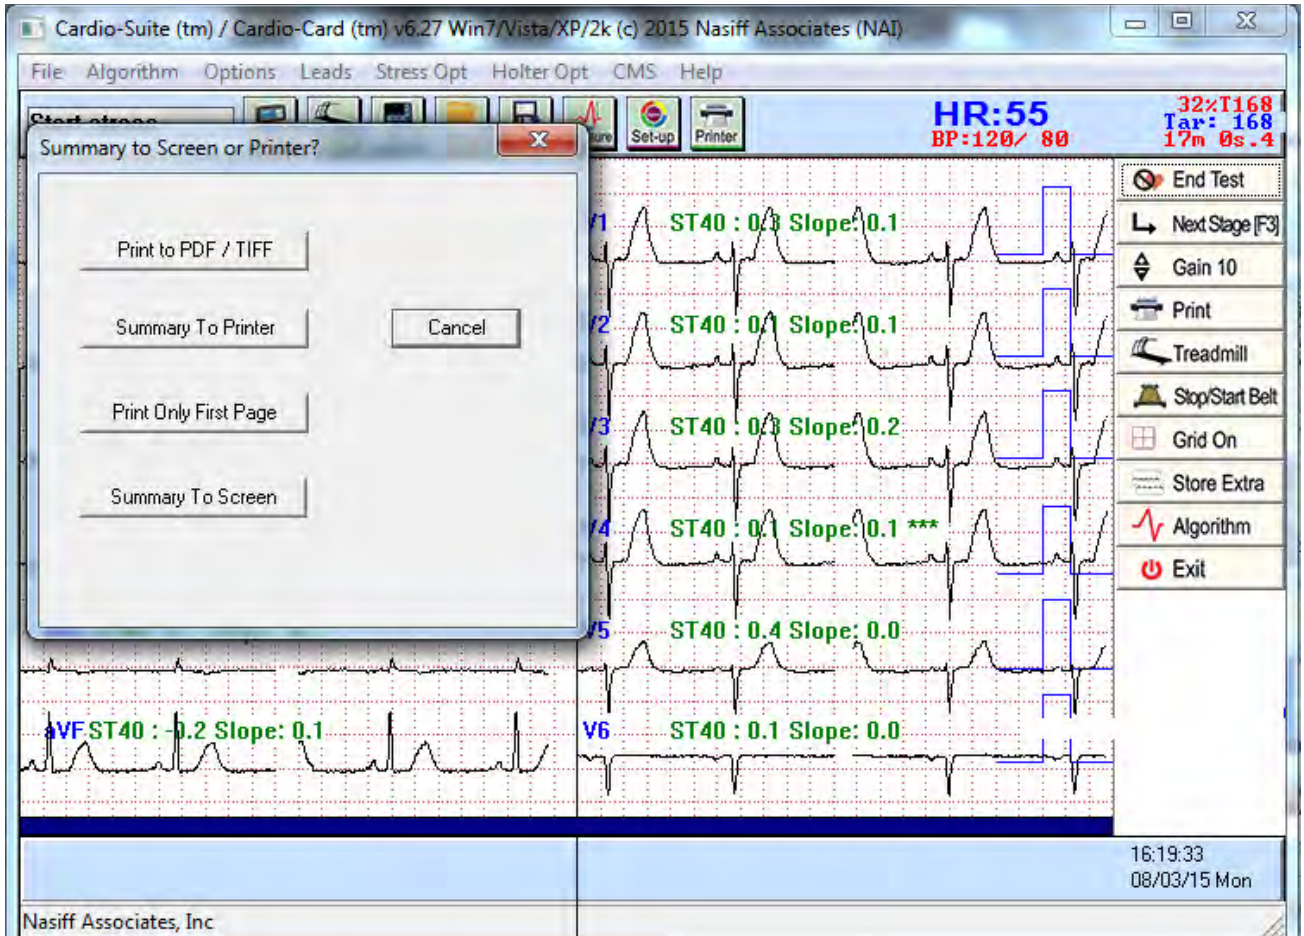 Cardio-Suite (tm) / Cardio-Card (tm) v6.27 Win7/Vista/XP/2k (c) 2015 Nasiff Associates (NAI)
File Algorithm Options Leads Stress Opt Holter Opt CMS Help
Set-up
Printer
HR:55
BP:120/ 80
32%T168
Tar: 168
17m 0s.4
Summary to Screen or Printer?
Print to PDF / TIFF
Summary To Printer
Cancel
Print Only First Page
Summary To Screen
ST40 : 0.3 Slope: 0.1
ST40 : 0.1 Slope: 0.1
ST40 : 0.3 Slope: 0.2
ST40 : 0.1 Slope: 0.1 ***
V5 ST40 : 0.4 Slope: 0.0
aVF ST40 : -0.2 Slope: 0.1
V6 ST40 : 0.1 Slope: 0.0
End Test
Next Stage [F3]
Gain 10
Print
Treadmill
Stop/Start Belt
Grid On
Store Extra
Algorithm
Exit
16:19:33
08/03/15 Mon
Nasiff Associates, Inc